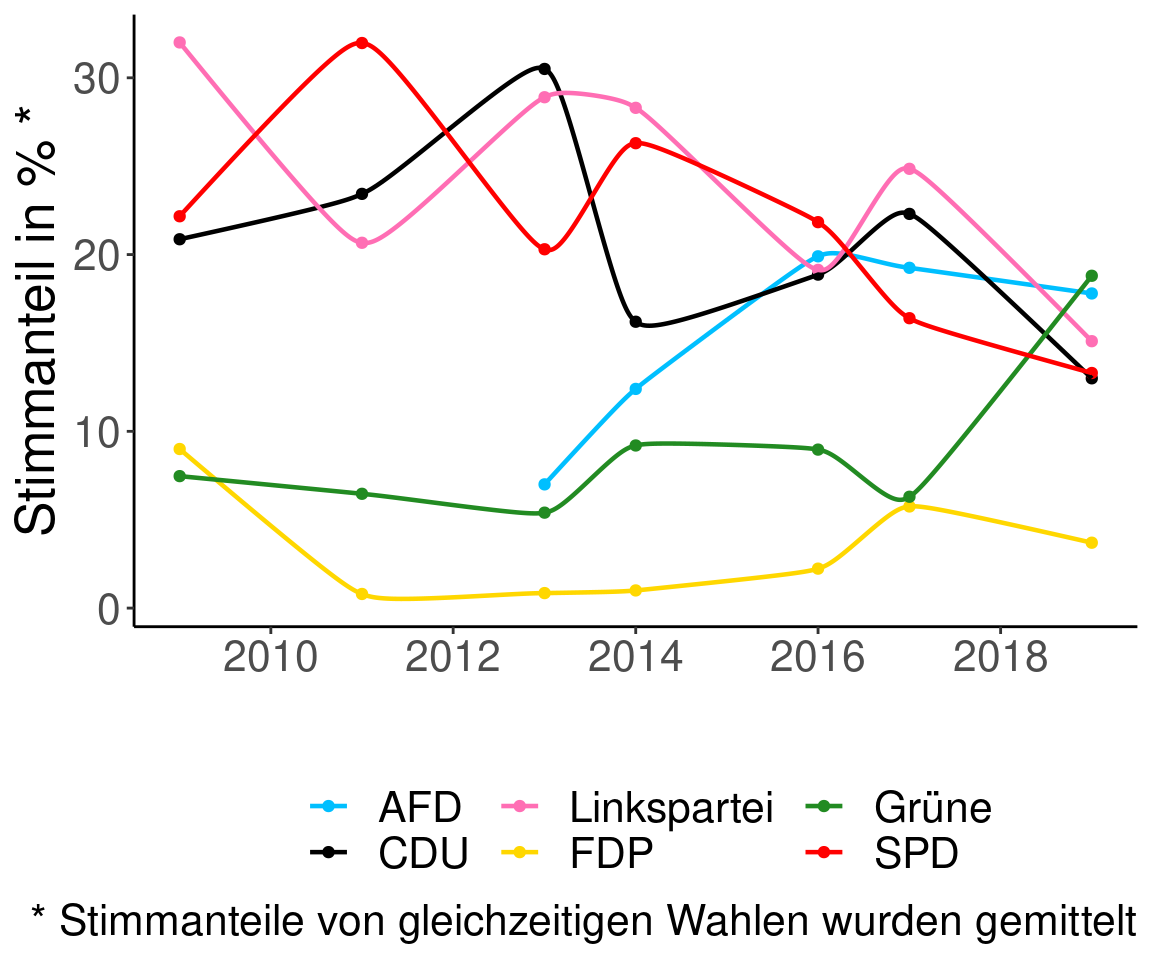 Stimmanteil in % *
30
20
10
0
2010 2012 2014 2016 2018
AFD Linkspartei Grüne
CDU FDP SPD
* Stimmanteile von gleichzeitigen Wahlen wurden gemittelt